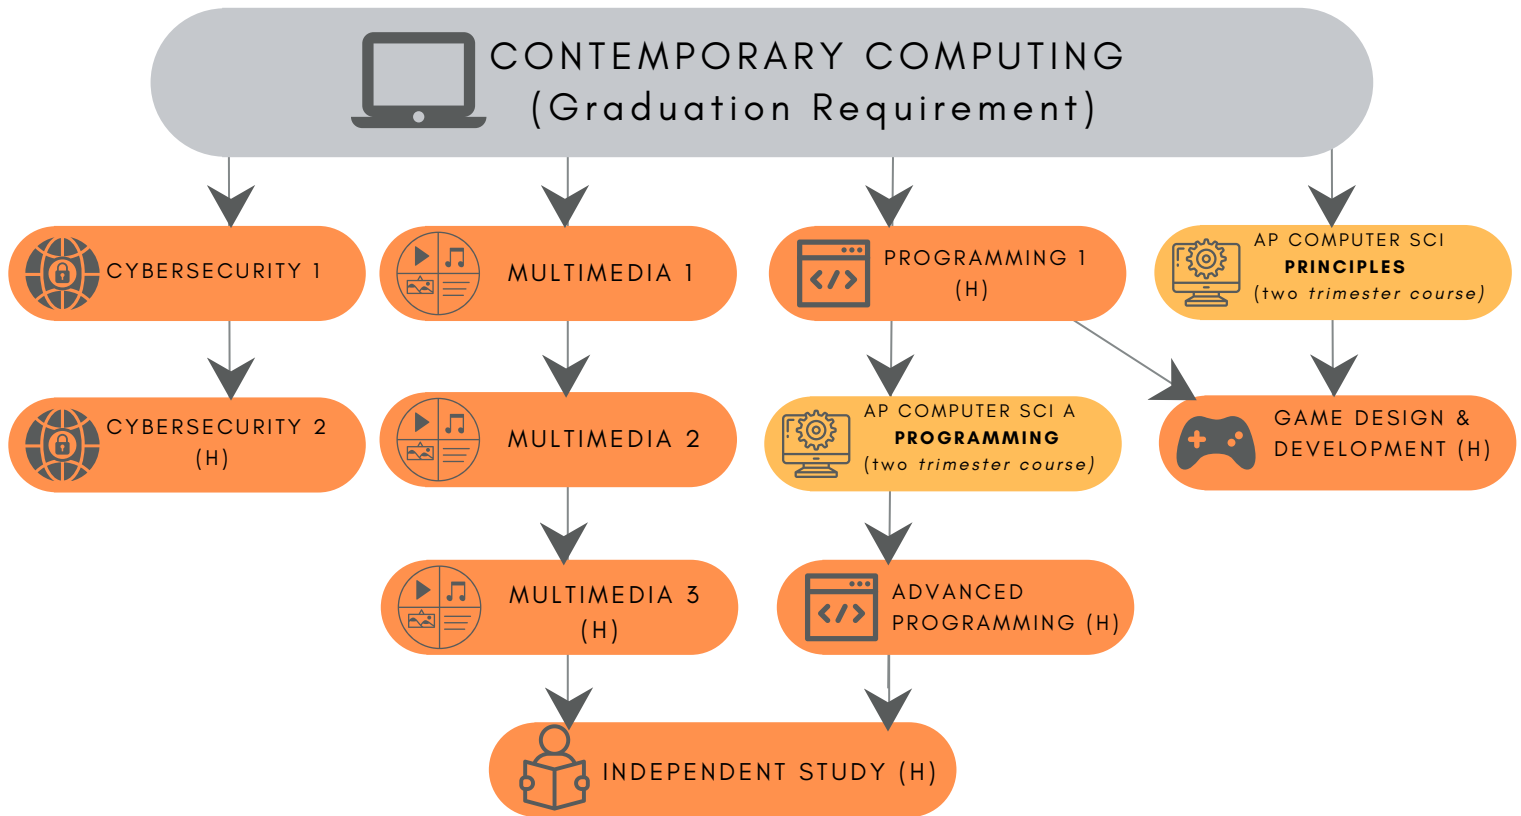 CONTEMPORARY COMPUTING
(Graduation Requirement)
CYBERSECURITY 1
MULTIMEDIA 1
PROGRAMMING 1
(H)
AP COMPUTER SCI
PRINCIPLES
(two trimester course)
CYBERSECURITY 2
(H)
MULTIMEDIA 2
AP COMPUTER SCI A
PROGRAMMING
(two trimester course)
GAME DESIGN &
DEVELOPMENT (H)
MULTIMEDIA 3
(H)
ADVANCED
PROGRAMMING (H)
INDEPENDENT STUDY (H)